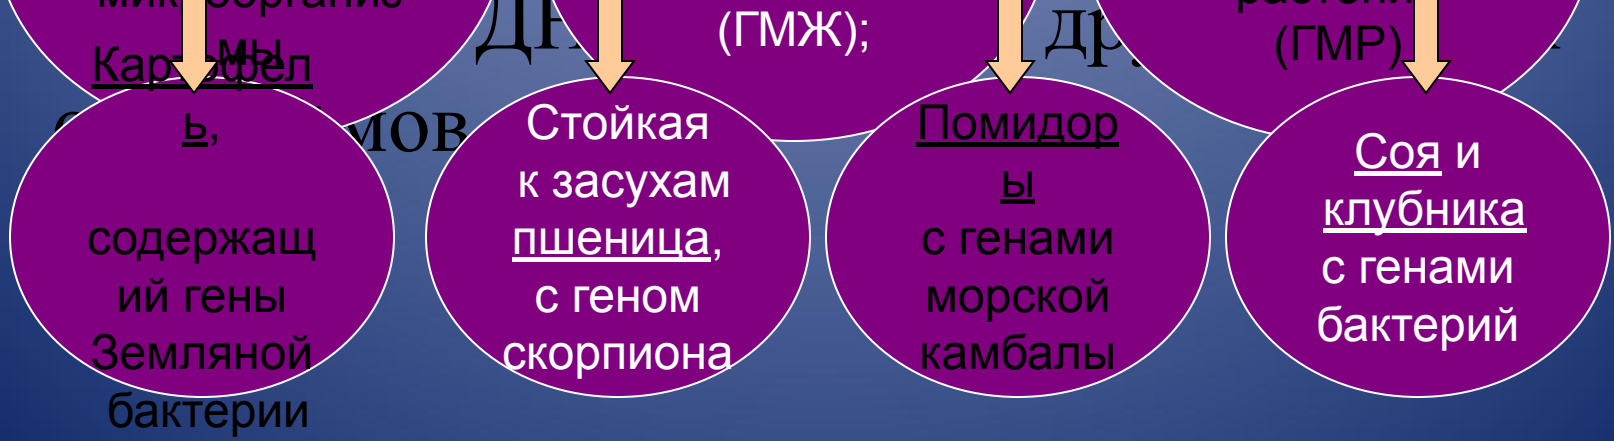 (ГМЖ);
(ГМР)
мы
Картофел
ь,
содержащ
ий гены
Земляной
бактерии
Стойкая
к засухам
пшеница,
с геном
скорпиона
Помидор
ы
с генами
морской
камбалы
Соя и
клубника
с генами
бактерий